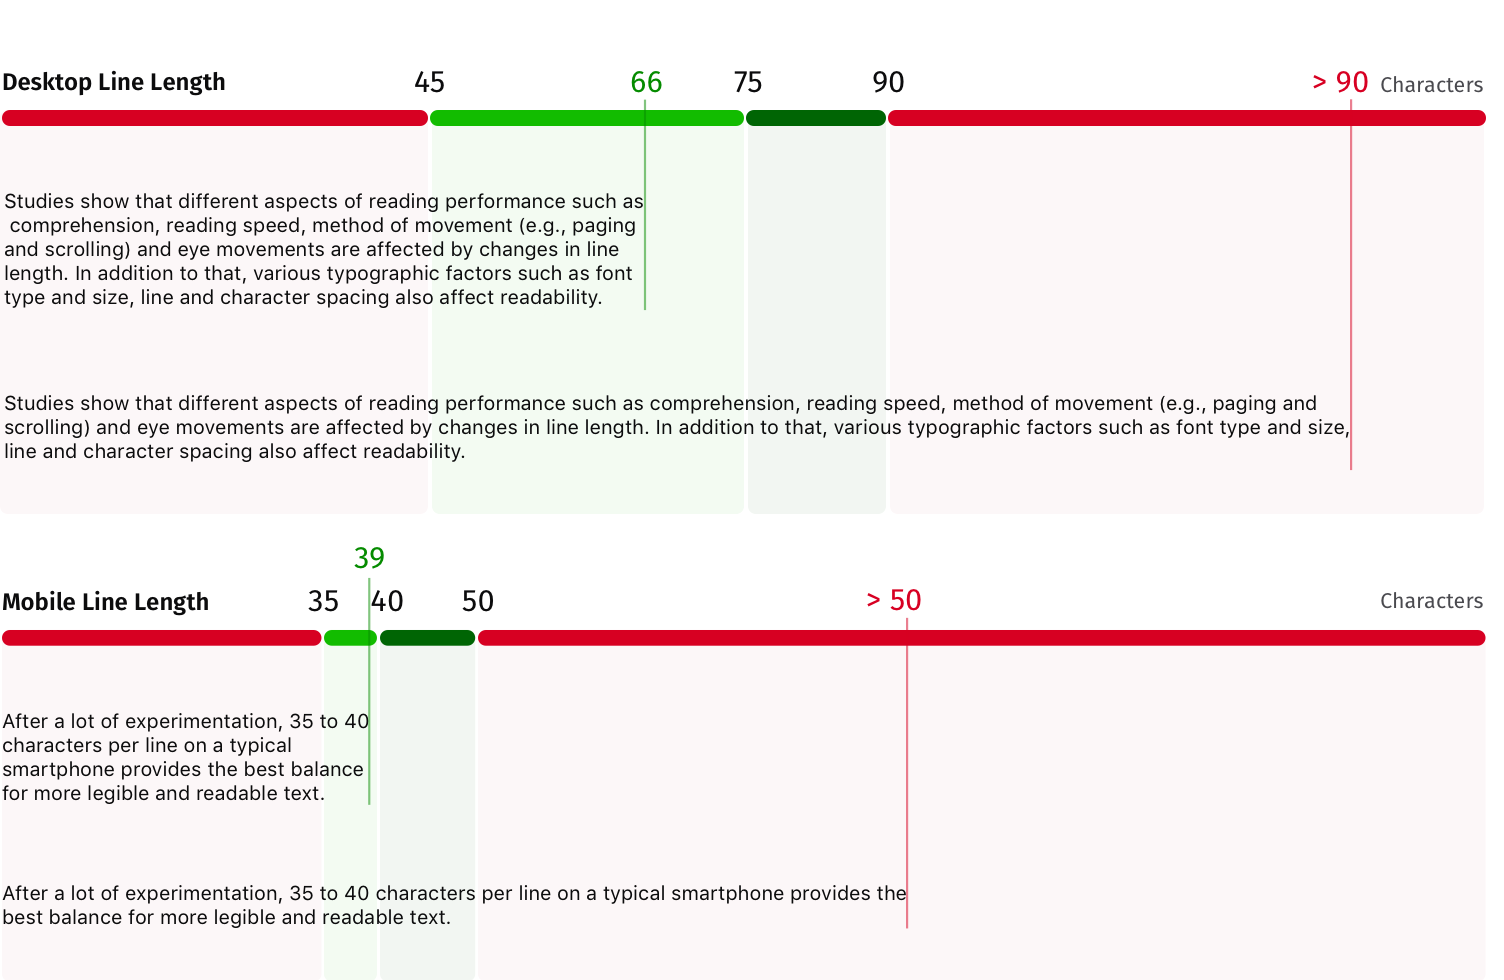 Desktop Line Length 45 66 75 90 > 90 Characters
Studies show that different aspects of reading performance such as
comprehension, reading speed, method of movement (e.g., paging
and scrolling) and eye movements are affected by changes in line
length. In addition to that, various typographic factors such as font
type and size, line and character spacing also affect readability.
Studies show that different aspects of reading performance such as comprehension, reading speed, method of movement (e.g., paging and
scrolling) and eye movements are affected by changes in line length. In addition to that, various typographic factors such as font type and size,
line and character spacing also affect readability.
39
Mobile Line Length 35 40 50 > 50 Characters
After a lot of experimentation, 35 to 40
characters per line on a typical
smartphone provides the best balance
for more legible and readable text.
After a lot of experimentation, 35 to 40 characters per line on a typical smartphone provides the
best balance for more legible and readable text.